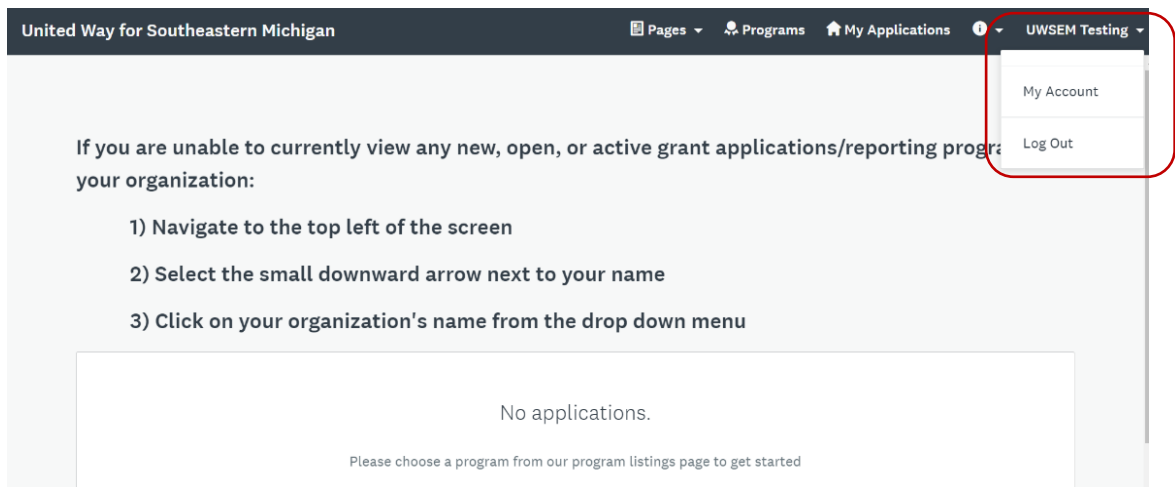 United Way for Southeastern Michigan
Pages
Programs
My Applications
UWSEM Testing
My Account
Log Out
If you are unable to currently view any new, open, or active grant applications/reporting
your organization:
1) Navigate to the top left of the screen
2) Select the small downward arrow next to your name
3) Click on your organization's name from the drop down menu
No applications.
Please choose a program from our program listings page to get started